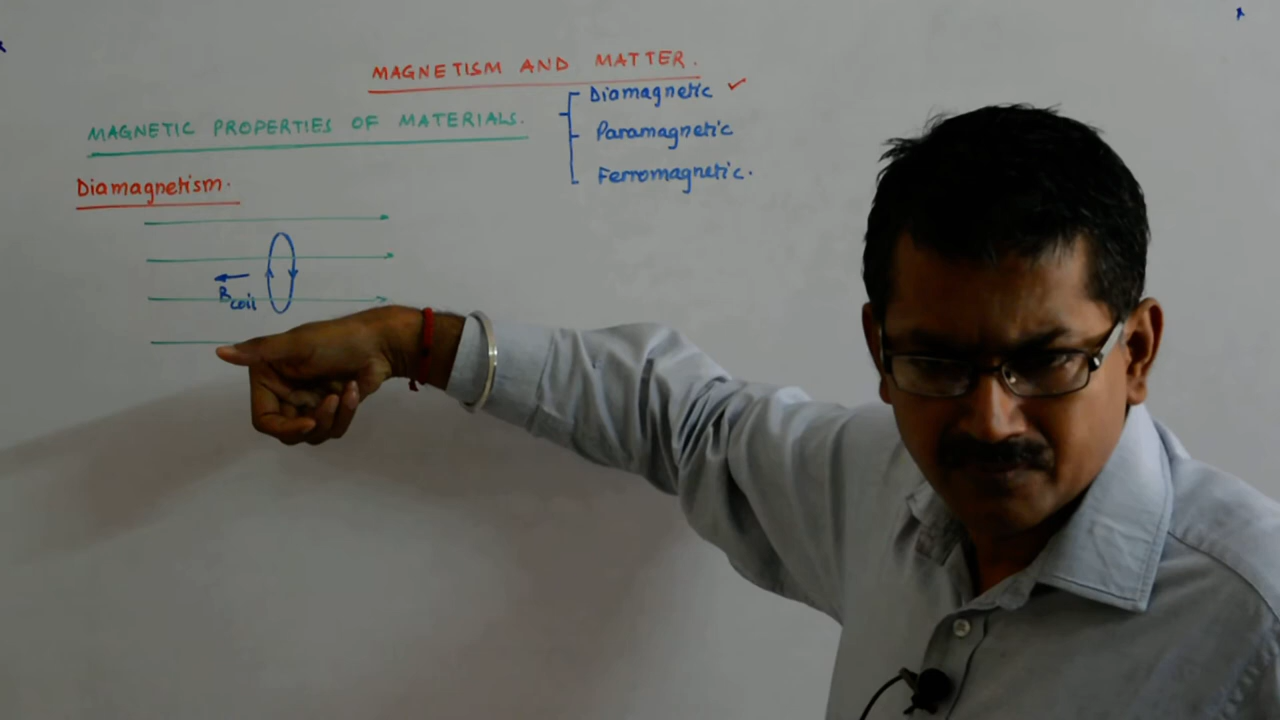 MAGNETISM AND MATTER.
MAGNETIC PROPERTIES OF MATERIALS.
Diamagnetic ✓
Paramagnetic
Ferromagnetic.
Diamagnetism.
Bcoil